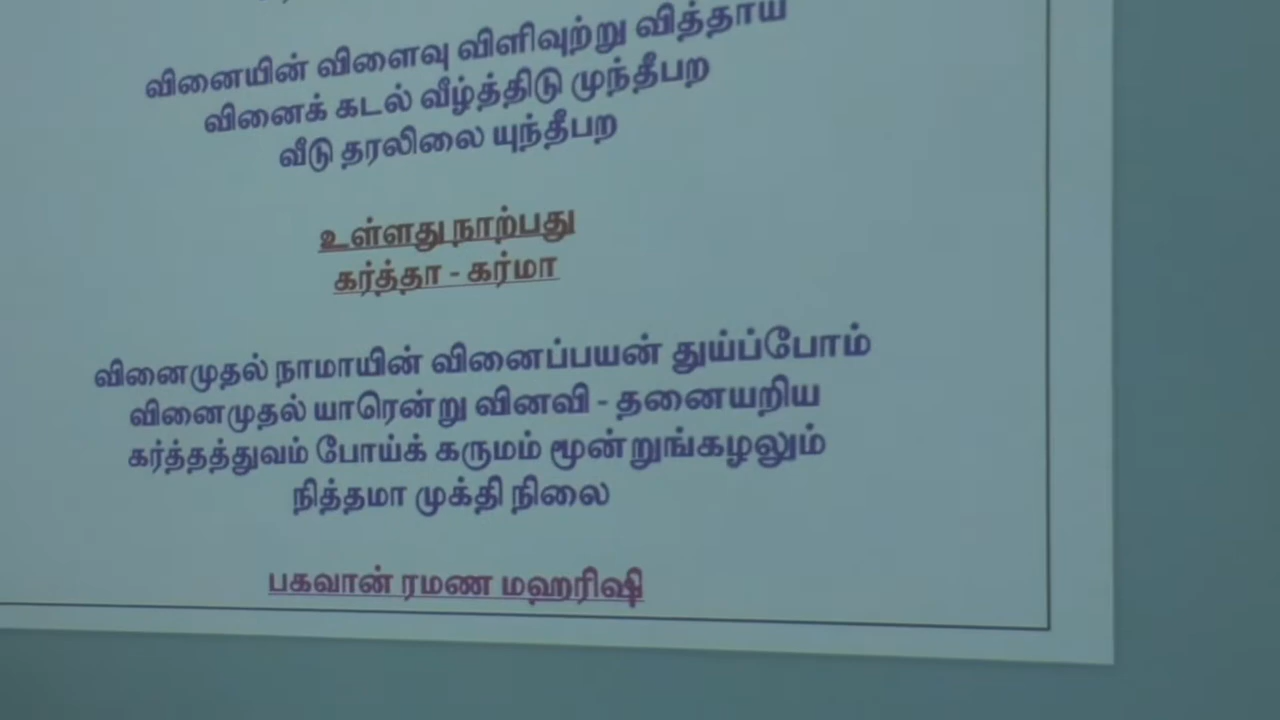 வினையின் விளைவு விளிவுற்று வித்தாய்
வினைக் கடல் வீழ்த்திடு முந்தீபற
வீடு தரலிலை யுந்தீபற
உள்ளது நாற்பது
கர்த்தா - கர்மா
வினைமுதல் நாமாயின் வினைப்பயன் துய்ப்போம்
வினைமுதல் யாரென்று வினவி - தனையறிய
கர்த்தத்துவம் போய்க் கருமம் மூன்றுங்கழலும்
நித்தமா முக்தி நிலை
பகவான் ரமண மஹரிஷி